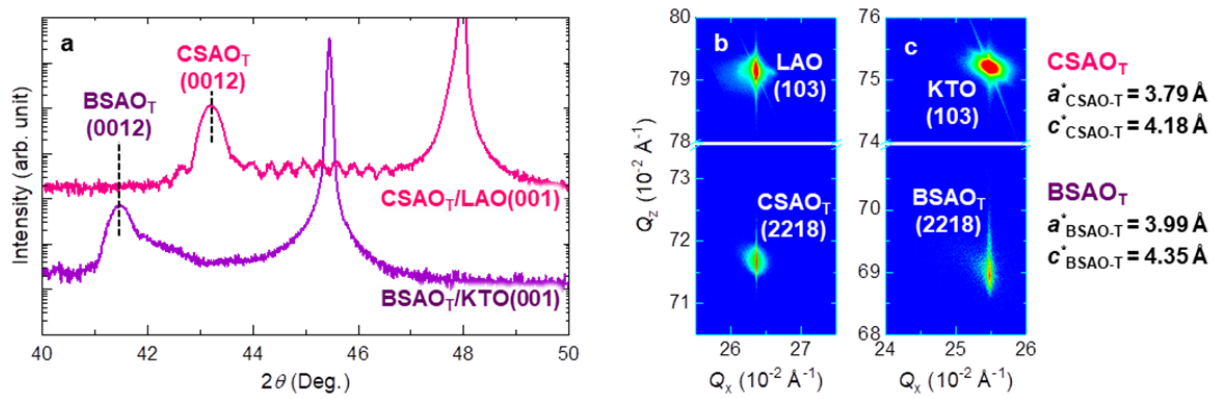 a
CSAO_T
(0012)
BSAO_T
(0012)
CSAO_T/LAO(001)
BSAO_T/KTO(001)
Intensity (arb. unit)
40 42 44 46 48 50
2θ (Deg.)
b
LAO
(103)
CSAO_T
(2218)
80
79
78
73
72
71
Q_z (10⁻² Å⁻¹)
26 27
Q_x (10⁻² Å⁻¹)
c
KTO
(103)
BSAO_T
(2218)
76
75
74
70
69
68
24 25 26
Q_x (10⁻² Å⁻¹)
CSAO_T
a*_CSAO-T = 3.79 Å
c*_CSAO-T = 4.18 Å
BSAO_T
a*_BSAO-T = 3.99 Å
c*_BSAO-T = 4.35 Å